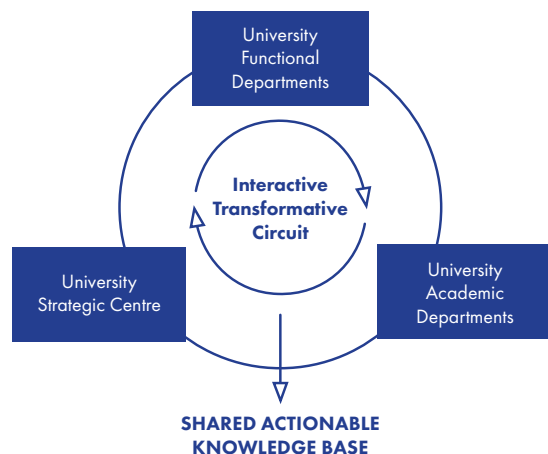 University
Functional
Departments
Interactive
Transformative
Circuit
University
Strategic Centre
University
Academic
Departments
SHARED ACTIONABLE
KNOWLEDGE BASE